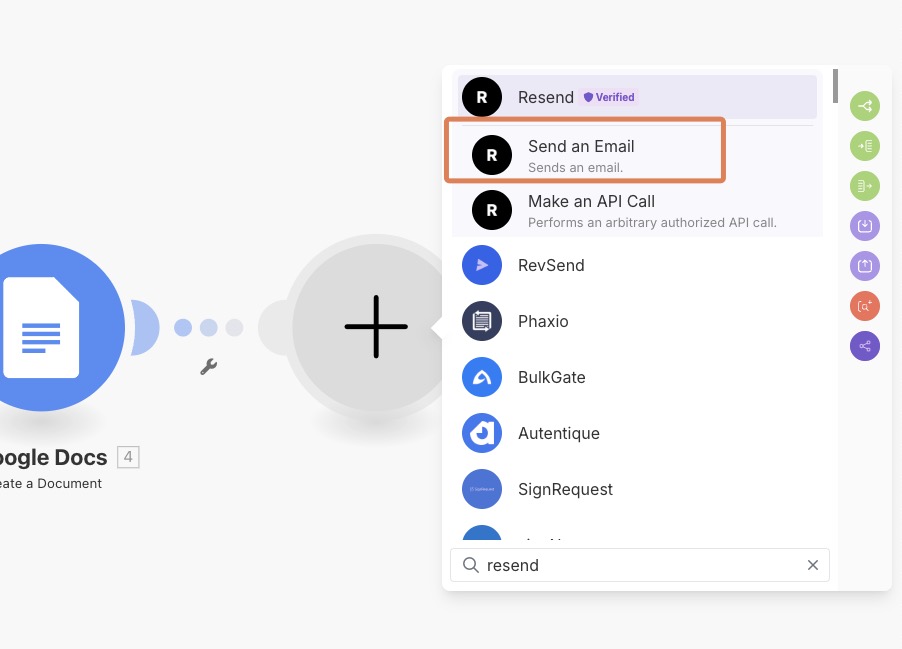 R Resend Verified
R Send an Email
Sends an email.
R Make an API Call
Performs an arbitrary authorized API call.
RevSend
Phaxio
BulkGate
Autentique
SignRequest
resend
oogle Docs 4
eate a Document